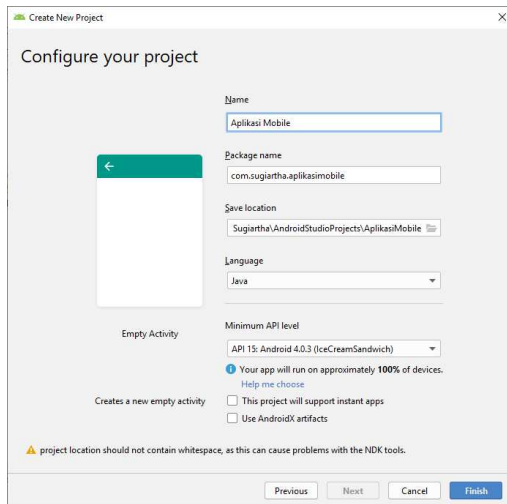 Create New Project
Configure your project
Name
Aplikasi Mobile
Package name
com.sugiartha.aplikasimobile
Save location
Sugiartha\AndroidStudioProjects\AplikasiMobile
Language
Java
Empty Activity
Minimum API level
API 15: Android 4.0.3 (IceCreamSandwich)
Your app will run on approximately 100% of devices.
Help me choose
Creates a new empty activity
This project will support instant apps
Use AndroidX artifacts
project location should not contain whitespace, as this can cause problems with the NDK tools.
Previous
Next
Cancel
Finish